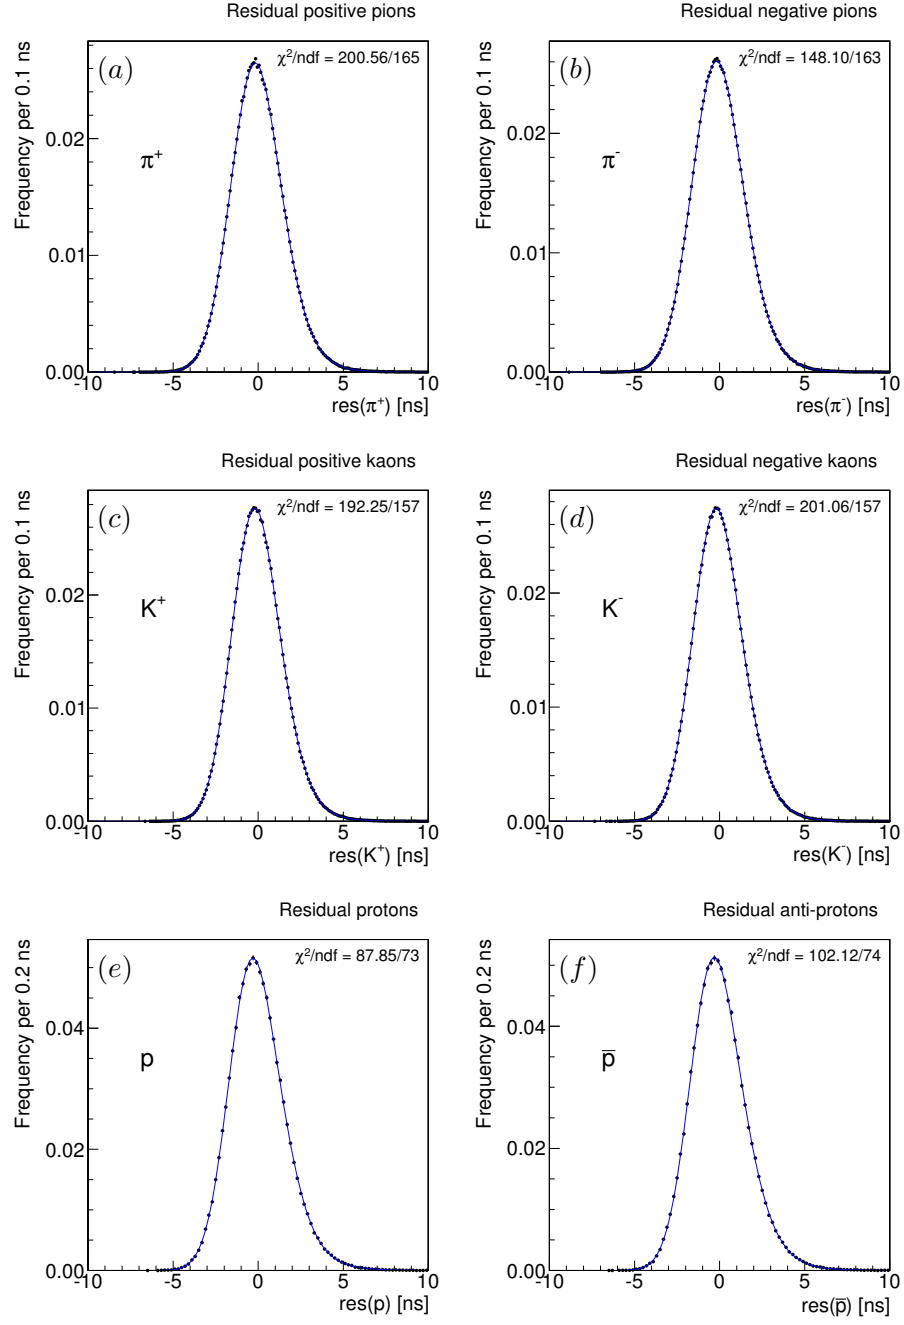 Residual positive pions
(a)
χ²/ndf = 200.56/165
π⁺
Frequency per 0.1 ns
0.02
0.01
0.00
-10 -5 0 5 10
res(π⁺) [ns]
Residual negative pions
(b)
χ²/ndf = 148.10/163
π⁻
Frequency per 0.1 ns
0.02
0.01
0.00
-10 -5 0 5 10
res(π⁻) [ns]
Residual positive kaons
(c)
χ²/ndf = 192.25/157
K⁺
Frequency per 0.1 ns
0.02
0.01
0.00
-10 -5 0 5 10
res(K⁺) [ns]
Residual negative kaons
(d)
χ²/ndf = 201.06/157
K⁻
Frequency per 0.1 ns
0.02
0.01
0.00
-10 -5 0 5 10
res(K⁻) [ns]
Residual protons
(e)
χ²/ndf = 87.85/73
p
Frequency per 0.2 ns
0.04
0.02
0.00
-10 -5 0 5 10
res(p) [ns]
Residual anti-protons
(f)
χ²/ndf = 102.12/74
p̅
Frequency per 0.2 ns
0.04
0.02
0.00
-10 -5 0 5 10
res(p̅) [ns]